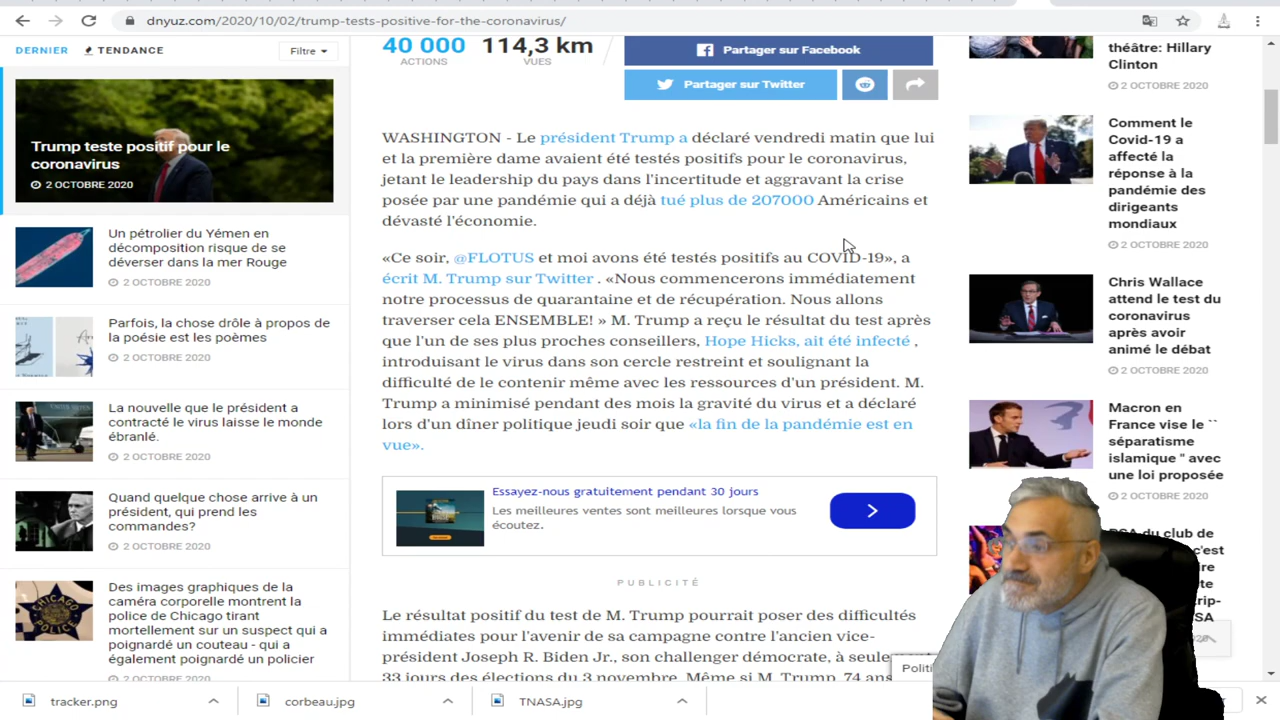 dnyuz.com/2020/10/02/trump-tests-positive-for-the-coronavirus/
DERNIER
TENDANCE
Filtre
Trump teste positif pour le
coronavirus
2 OCTOBRE 2020
Un pétrolier du Yémen en
décomposition risque de se
déverser dans la mer Rouge
2 OCTOBRE 2020
Parfois, la chose drôle à propos de
la poésie est les poèmes
2 OCTOBRE 2020
La nouvelle que le président a
contracté le virus laisse le monde
ébranlé.
2 OCTOBRE 2020
Quand quelque chose arrive à un
président, qui prend les
commandes?
2 OCTOBRE 2020
Des images graphiques de la
caméra corporelle montrent la
police de Chicago tirant
mortellement sur un suspect qui a
poignardé un couteau - qui a
également poignardé un policier
2 OCTOBRE 2020
CHICAGO
POLICE
40 000
ACTIONS
114,3 km
VUES
Partager sur Facebook
Partager sur Twitter
WASHINGTON - Le président Trump a déclaré vendredi matin que lui
et la première dame avaient été testés positifs pour le coronavirus,
jetant le leadership du pays dans l'incertitude et aggravant la crise
posée par une pandémie qui a déjà tué plus de 207000 Américains et
dévasté l'économie.
«Ce soir, @FLOTUS et moi avons été testés positifs au COVID-19», a
écrit M. Trump sur Twitter . «Nous commencerons immédiatement
notre processus de quarantaine et de récupération. Nous allons
traverser cela ENSEMBLE! » M. Trump a reçu le résultat du test après
que l'un de ses plus proches conseillers, Hope Hicks, ait été infecté ,
introduisant le virus dans son cercle restreint et soulignant la
difficulté de le contenir même avec les ressources d'un président. M.
Trump a minimisé pendant des mois la gravité du virus et a déclaré
lors d'un dîner politique jeudi soir que «la fin de la pandémie est en
vue».
Essayez-nous gratuitement pendant 30 jours
Les meilleures ventes sont meilleures lorsque vous
écoutez.
PUBLICITÉ
Le résultat positif du test de M. Trump pourrait poser des difficultés
immédiates pour l'avenir de sa campagne contre l'ancien vice-
président Joseph R. Biden Jr., son challenger démocrate, à
33 jours des élections du 3 novembre. Même si M. Trump, 74 ans
théâtre: Hillary
Clinton
2 OCTOBRE 2020
Comment le
Covid-19 a
affecté la
réponse à la
pandémie des
dirigeants
mondiaux
2 OCTOBRE 2020
Chris Wallace
attend le test du
coronavirus
après avoir
animé le débat
2 OCTOBRE 2020
Macron en
France vise le ``
séparatisme
islamique '' avec
une loi proposée
2 OCTOBRE 2020
du club de
c'est
tracker.png
corbeau.jpg
TNASA.jpg